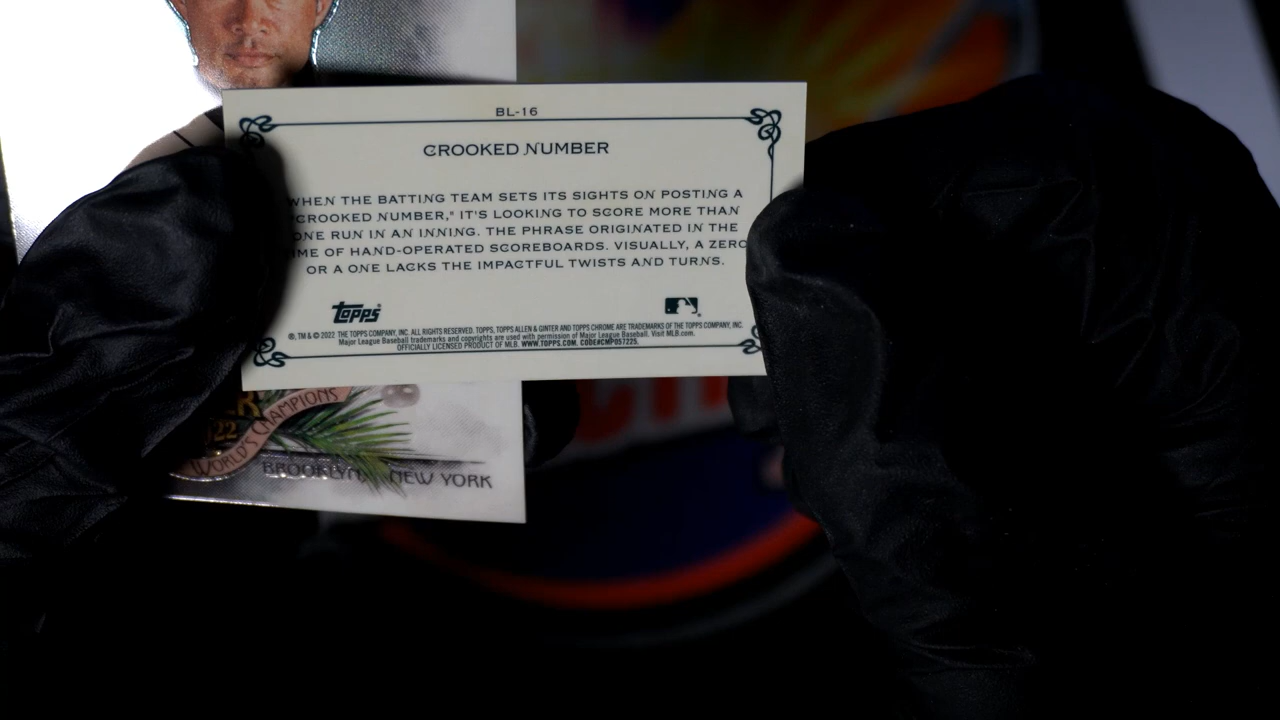 BL-16
CROOKED NUMBER
WHEN THE BATTING TEAM SETS ITS SIGHTS ON POSTING A
"CROOKED NUMBER," IT'S LOOKING TO SCORE MORE THAN
ONE RUN IN AN INNING. THE PHRASE ORIGINATED IN THE
IME OF HAND-OPERATED SCOREBOARDS. VISUALLY, A ZERO
OR A ONE LACKS THE IMPACTFUL TWISTS AND TURNS.
Topps
®, TM & © 2022 THE TOPPS COMPANY, INC. ALL RIGHTS RESERVED. TOPPS, TOPPS ALLEN & GINTER AND TOPPS CHROME ARE TRADEMARKS OF THE TOPPS COMPANY, INC.
Major League Baseball trademarks and copyrights are used with permission of Major League Baseball. Visit MLB.com.
OFFICIALLY LICENSED PRODUCT OF MLB. WWW.TOPPS.COM. CODE#CMP057225.
WORLD'S CHAMPIONS
BROOKLYN NEW YORK